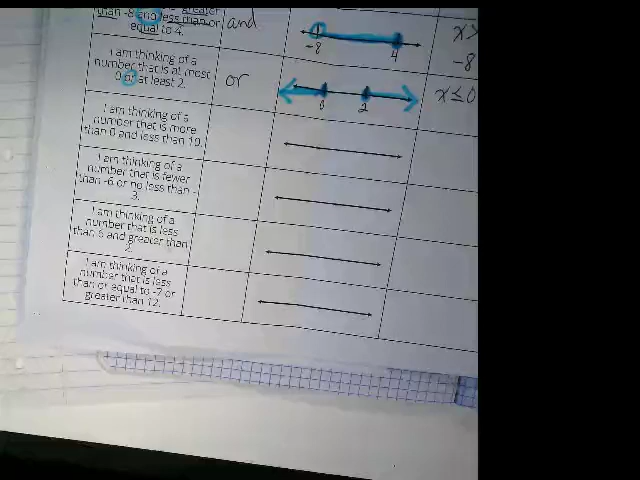 greater
than -8 no less than or
equal to 4.
and
-8
4
x>
-8
I am thinking of a
number that is at most
0 or at least 2.
or
0
2
x≤0
I am thinking of a
number that is more
than 0 and less than 10.
I am thinking of a
number that is fewer
than -6 or no less than -
3.
I am thinking of a
number that is less
than 6 and greater than
2.
I am thinking of a
number that is less
than or equal to -7 or
greater than 12.